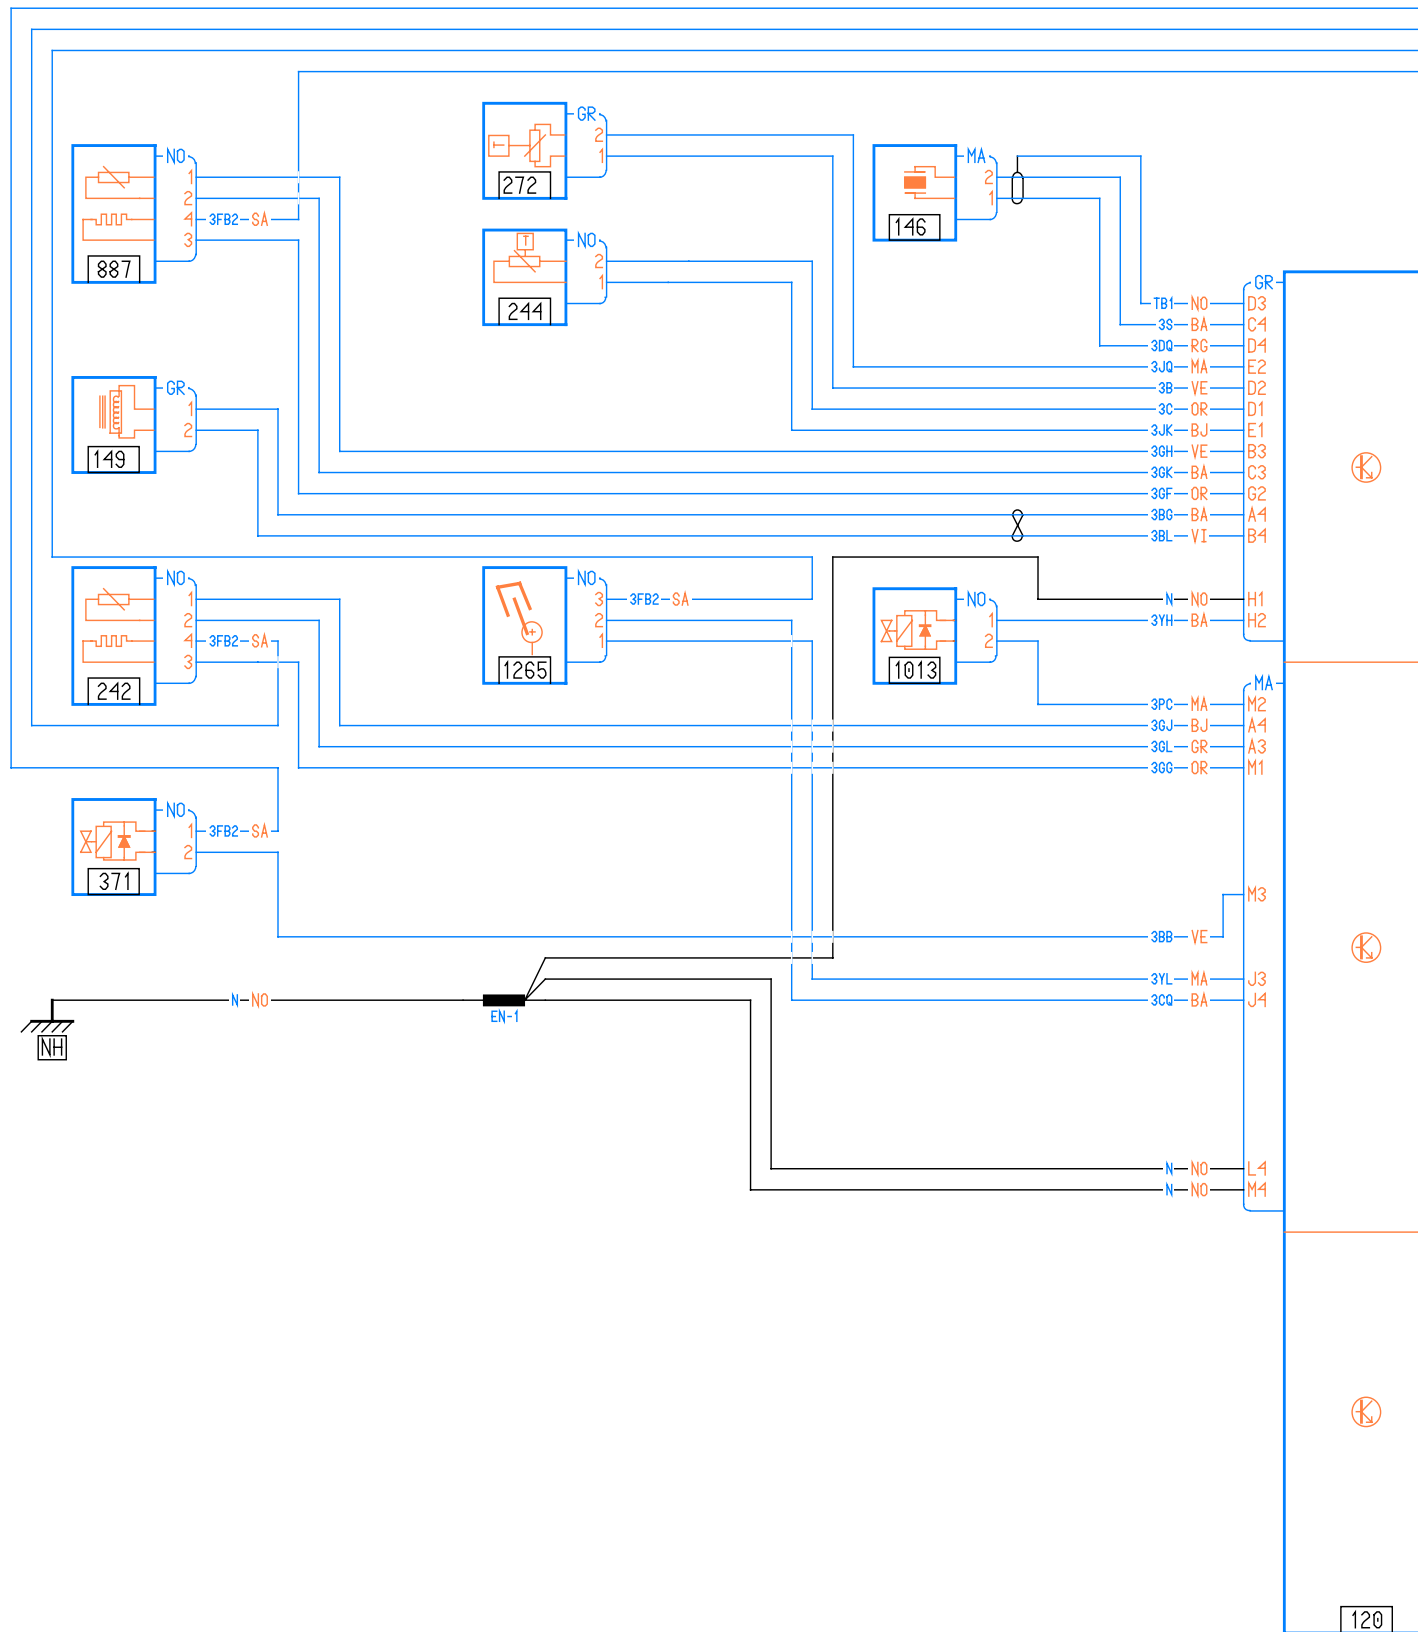 GR
2
1
272
NO
1
2
4 3FB2 SA
3
887
MA
2
1
146
NO
2
1
244
GR
TB1 NO D3
3S BA C4
3DQ RG D4
3JQ MA E2
3B VE D2
3C OR D1
3JK BJ E1
3GH VE B3
3GK BA C3
3GF OR G2
3BG BA A4
3BL VI B4
N NO H1
3YH BA H2
GR
1
2
149
NO
1
2
4 3FB2 SA
3
242
NO
3 3FB2 SA
2
1
1265
NO
1
2
1013
MA
3PC MA M2
3GJ BJ A4
3GL GR A3
3GG OR M1
M3
3BB VE
3YL MA J3
3CQ BA J4
N NO L4
N NO M4
NO
1 3FB2 SA
2
371
N NO
EN-1
NH
120